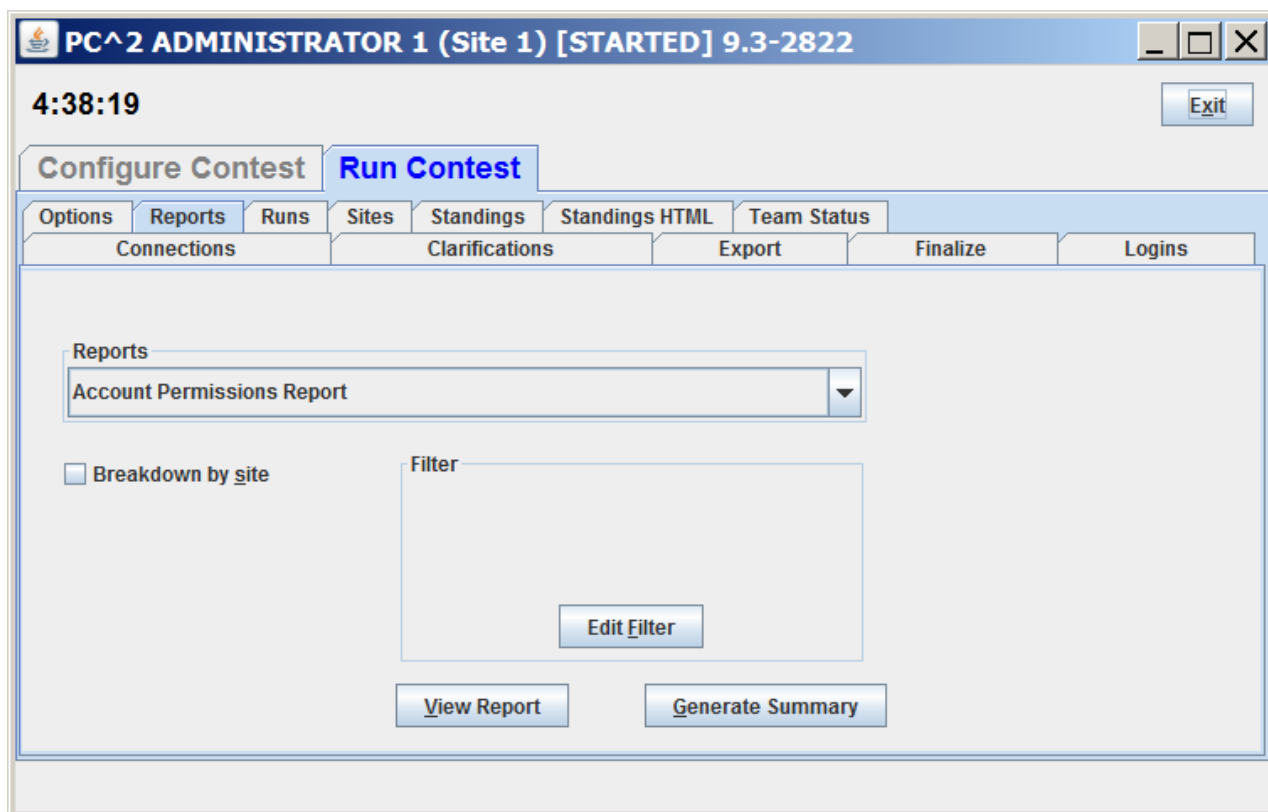 PC^2 ADMINISTRATOR 1 (Site 1) [STARTED] 9.3-2822
4:38:19
Exit
Configure Contest Run Contest
Options Reports Runs Sites Standings Standings HTML Team Status
Connections Clarifications Export Finalize Logins
Reports
Account Permissions Report
Breakdown by site
Filter
Edit Filter
View Report Generate Summary